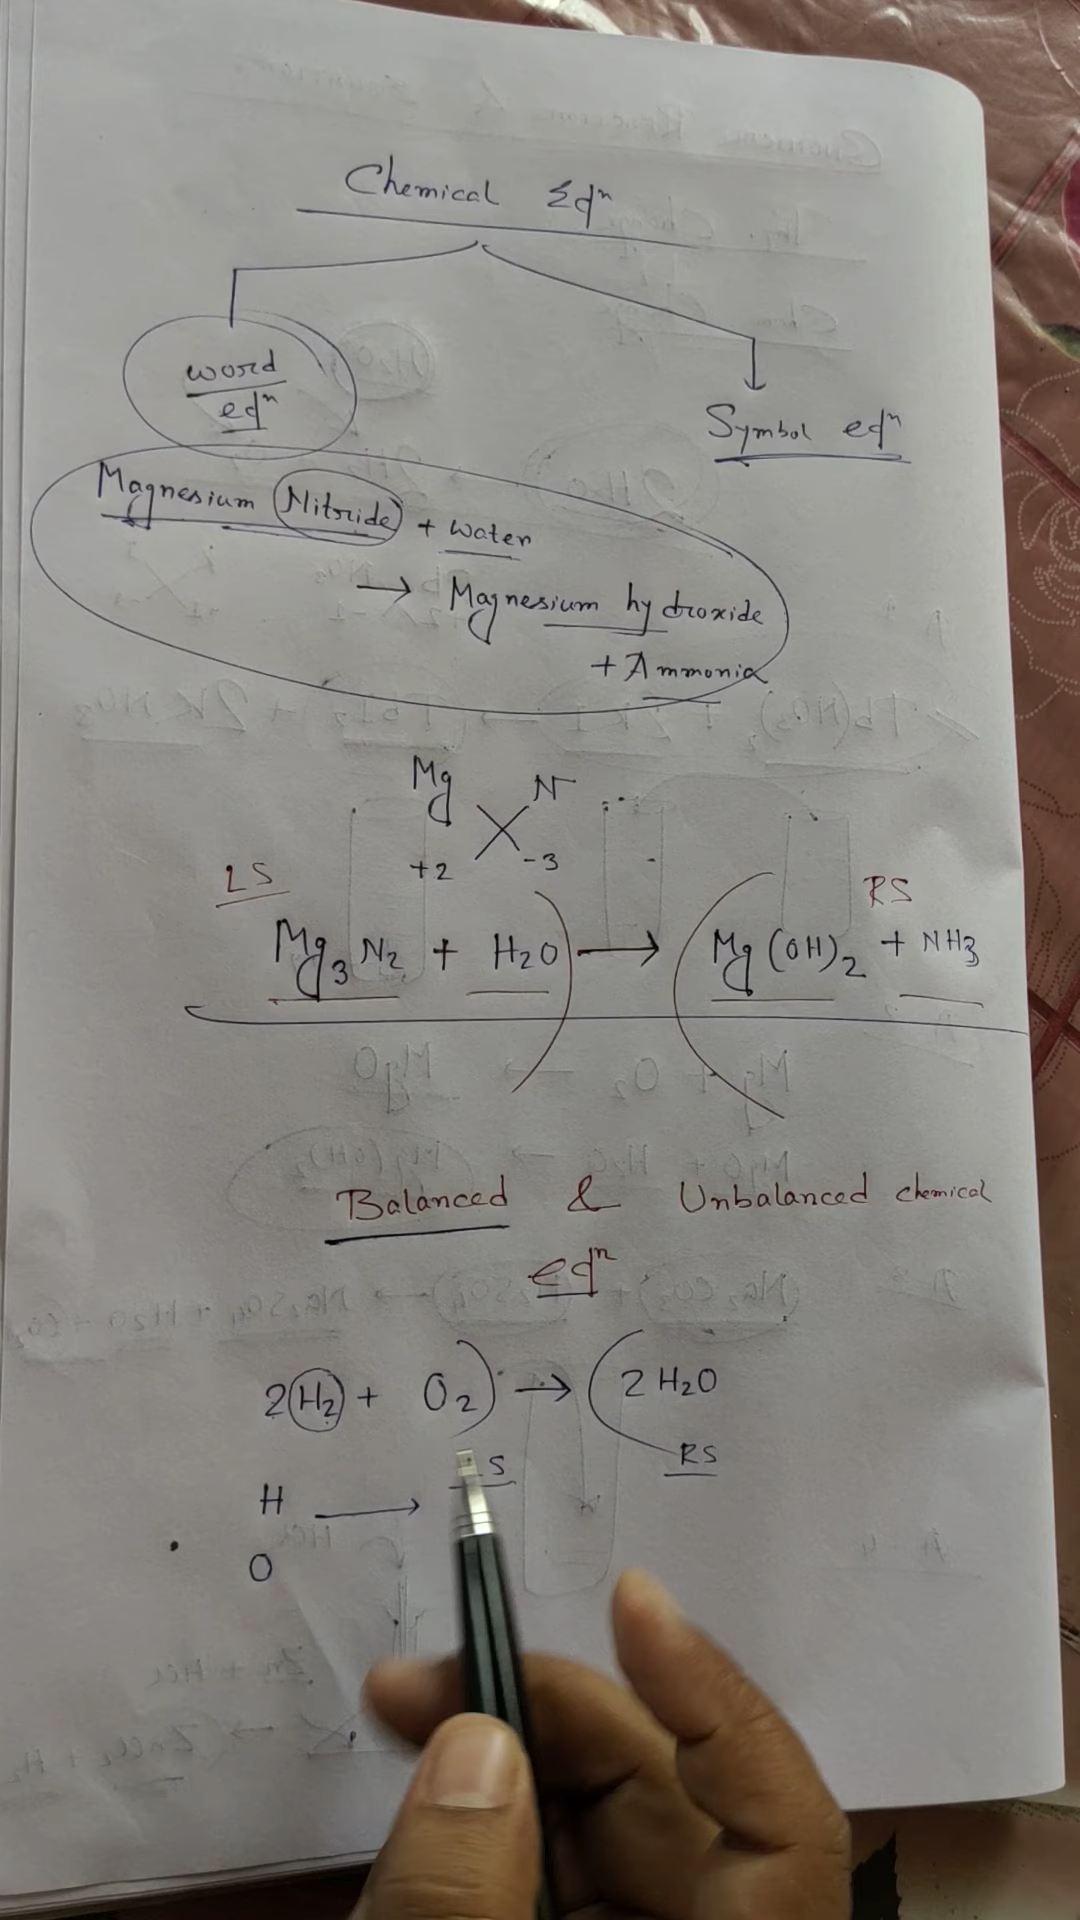 Chemical Eqn
word
eqn
Symbol eqn
Magnesium Nitride + water
→ Magnesium hydroxide
+ Ammonia
Mg N
+2 -3
LS RS
Mg3N2 + H2O → Mg(OH)2 + NH3
Balanced & Unbalanced chemical
eqn
2H2 + O2 → 2H2O
S RS
H →
O